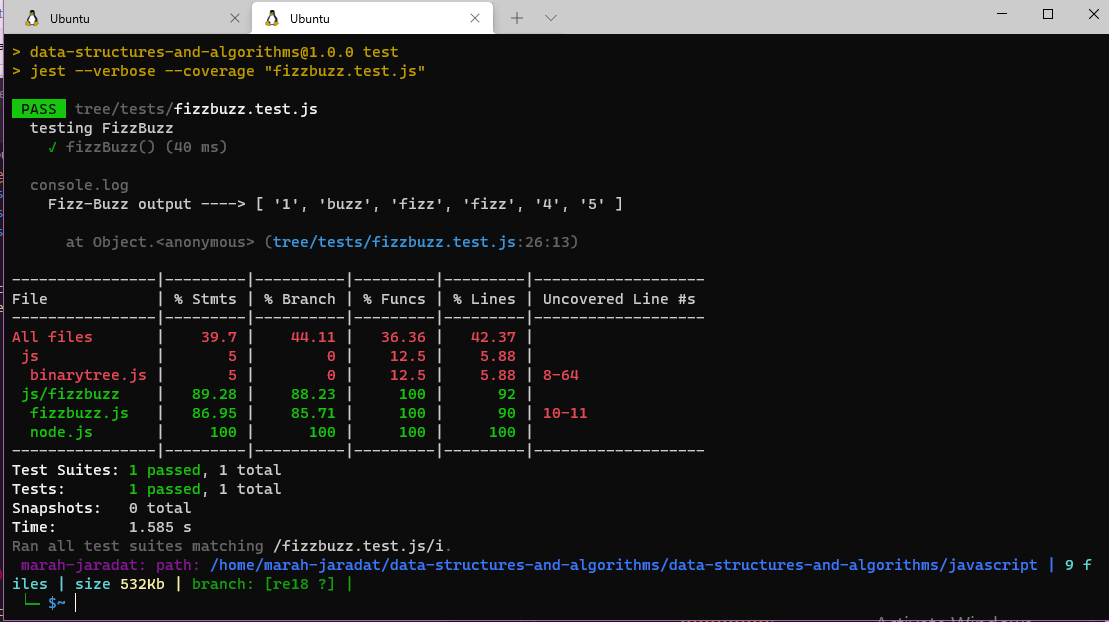 Ubuntu Ubuntu
> data-structures-and-algorithms@1.0.0 test
> jest --verbose --coverage "fizzbuzz.test.js"
PASS tree/tests/fizzbuzz.test.js
testing FizzBuzz
✓ fizzBuzz() (40 ms)
console.log
Fizz-Buzz output ----> [ '1', 'buzz', 'fizz', 'fizz', '4', '5' ]
at Object.<anonymous> (tree/tests/fizzbuzz.test.js:26:13)
----------------|---------|----------|---------|---------|-------------------
File            | % Stmts | % Branch | % Funcs | % Lines | Uncovered Line #s
----------------|---------|----------|---------|---------|-------------------
All files       |    39.7 |    44.11 |   36.36 |   42.37 |
 js             |       5 |        0 |    12.5 |    5.88 |
  binarytree.js |       5 |        0 |    12.5 |    5.88 | 8-64
 js/fizzbuzz    |   89.28 |    88.23 |     100 |      92 |
  fizzbuzz.js   |   86.95 |    85.71 |     100 |      90 | 10-11
  node.js       |     100 |      100 |     100 |     100 |
----------------|---------|----------|---------|---------|-------------------
Test Suites: 1 passed, 1 total
Tests:       1 passed, 1 total
Snapshots:   0 total
Time:        1.585 s
Ran all test suites matching /fizzbuzz.test.js/i.
marah-jaradat: path: /home/marah-jaradat/data-structures-and-algorithms/data-structures-and-algorithms/javascript | 9 f
iles | size 532kb | branch: [re18 ?] |
└─ $~
Activate Windows